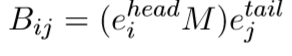 B_{ij} = (e_i^{head} M) e_j^{tail}